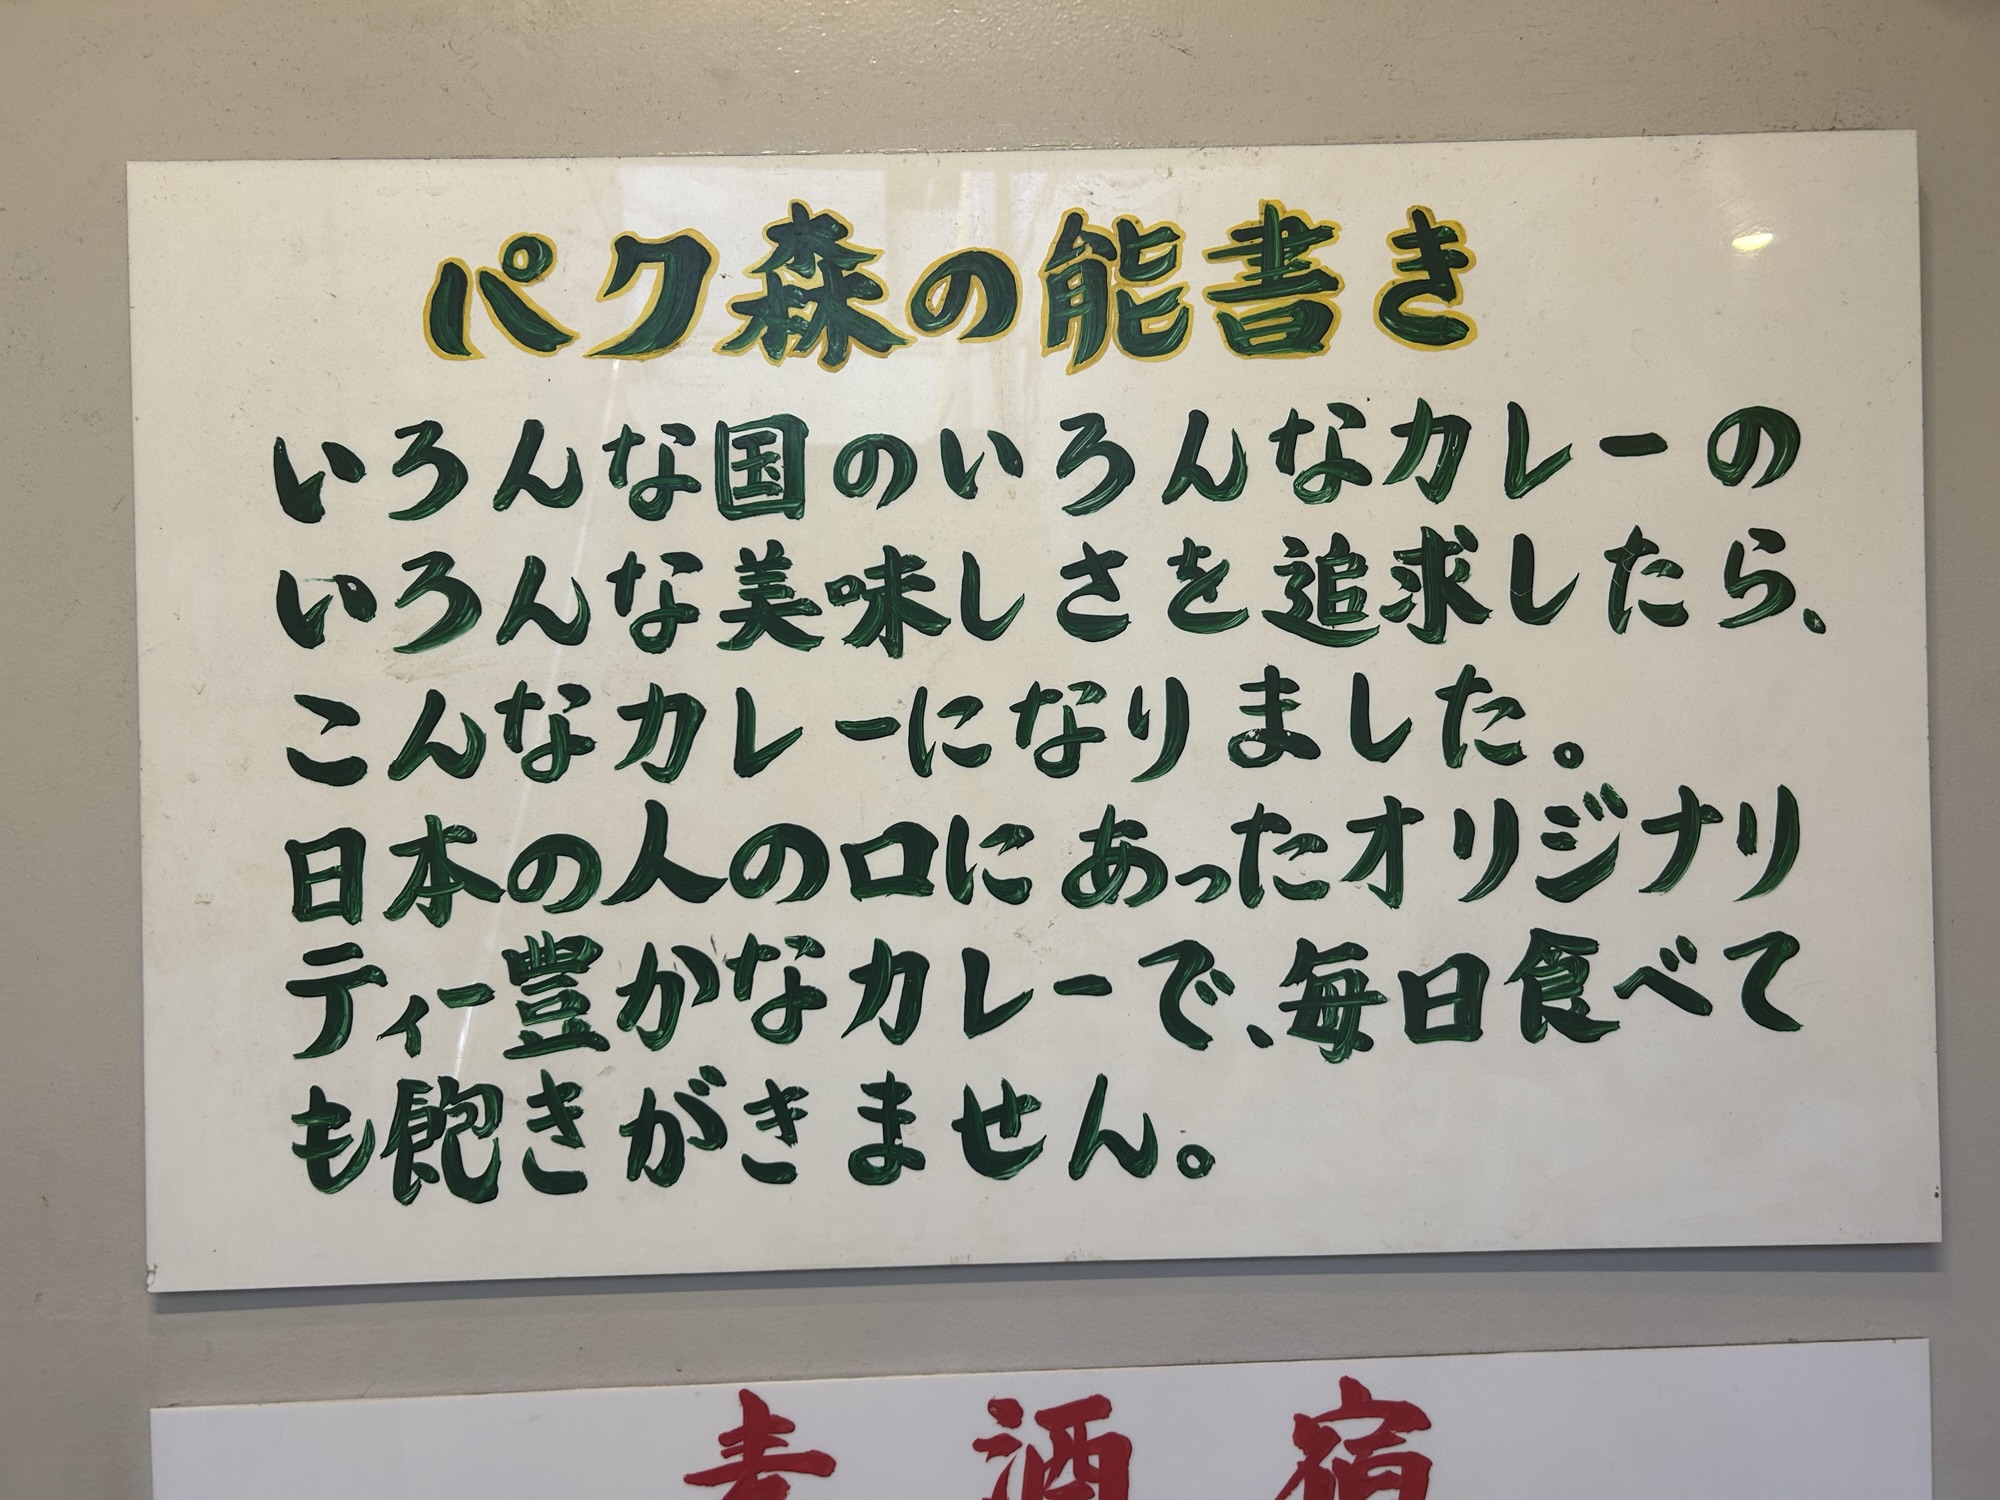 パク森の能書き
いろんな国のいろんなカレーの
いろんな美味しさを追求したら、
こんなカレーになりました。
日本の人の口にあったオリジナリ
ティー豊かなカレーで、毎日食べて
も飽きがきません。
麦酒宿